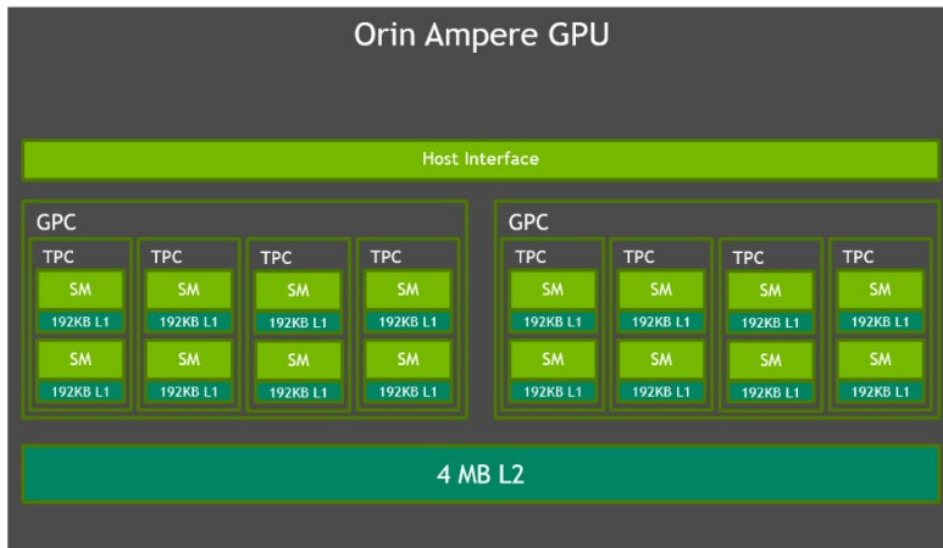 Orin Ampere GPU
Host Interface
GPC
TPC TPC TPC TPC
SM SM SM SM
192KB L1 192KB L1 192KB L1 192KB L1
SM SM SM SM
192KB L1 192KB L1 192KB L1 192KB L1
GPC
TPC TPC TPC TPC
SM SM SM SM
192KB L1 192KB L1 192KB L1 192KB L1
SM SM SM SM
192KB L1 192KB L1 192KB L1 192KB L1
4 MB L2